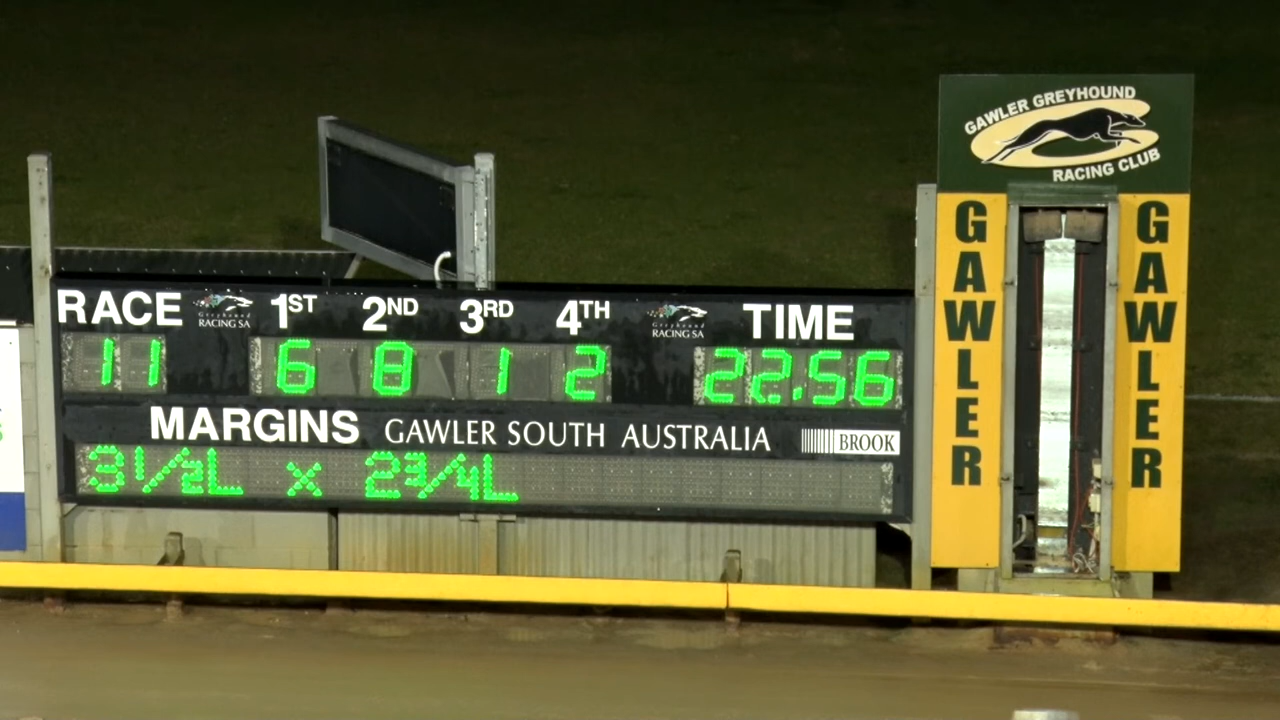 GAWLER GREYHOUND
RACING CLUB
GAWLER
GAWLER
RACE Greyhound RACING SA 1ST 2ND 3RD 4TH Greyhound RACING SA TIME
11 6 8 1 2 22.56
MARGINS GAWLER SOUTH AUSTRALIA BROOK
3½L x 2¾L